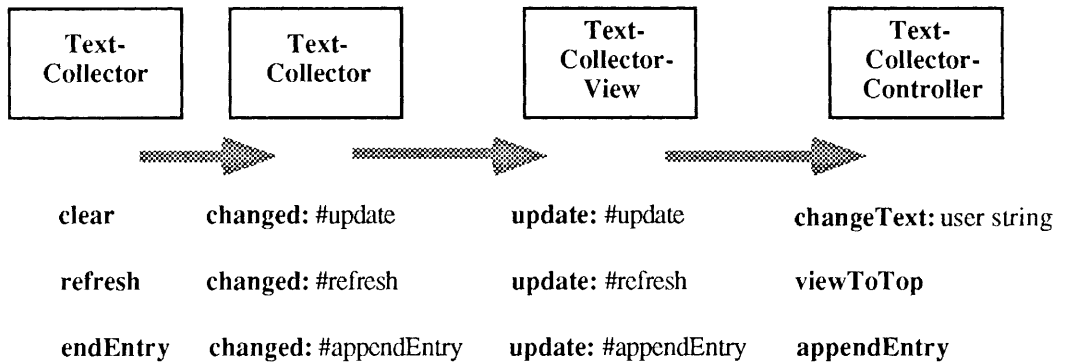 Text-
Collector
Text-
Collector
Text-
Collector-
View
Text-
Collector-
Controller
clear changed: #update update: #update changeText: user string
refresh changed: #refresh update: #refresh viewToTop
endEntry changed: #appendEntry update: #appendEntry appendEntry